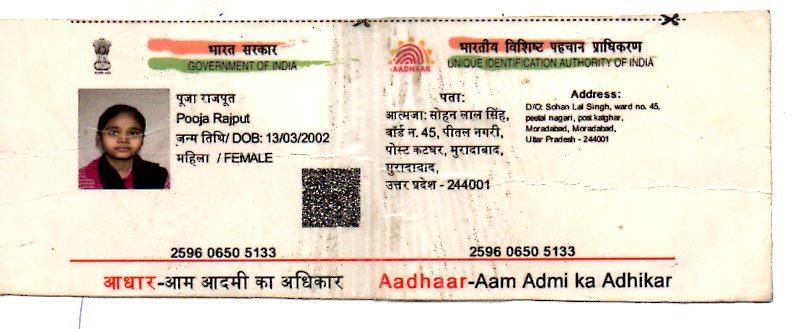 भारत सरकार
GOVERNMENT OF INDIA
पूजा राजपूत
Pooja Rajput
जन्म तिथि/ DOB: 13/03/2002
महिला / FEMALE
2596 0650 5133
आधार-आम आदमी का अधिकार
भारतीय विशिष्ट पहचान प्राधिकरण
UNIQUE IDENTIFICATION AUTHORITY OF INDIA
AADHAAR
पता:
आत्मजा: सोहन लाल सिंह,
वॉर्ड न. 45, पीतल नगरी,
पोस्ट कटघर, मुरादाबाद,
मुरादाबाद,
उत्तर प्रदेश - 244001
Address:
D/O: Sohan Lal Singh, ward no. 45,
peetal nagari, post katghar,
Moradabad, Moradabad,
Uttar Pradesh - 244001
2596 0650 5133
Aadhaar-Aam Admi ka Adhikar